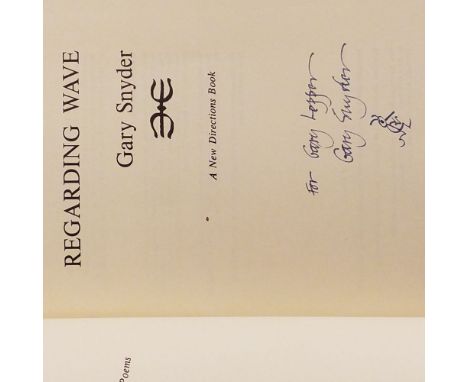 REGARDING WAVE
Gary Snyder
A New Directions Book
For Gary Lepper
Gary Snyder
Poems